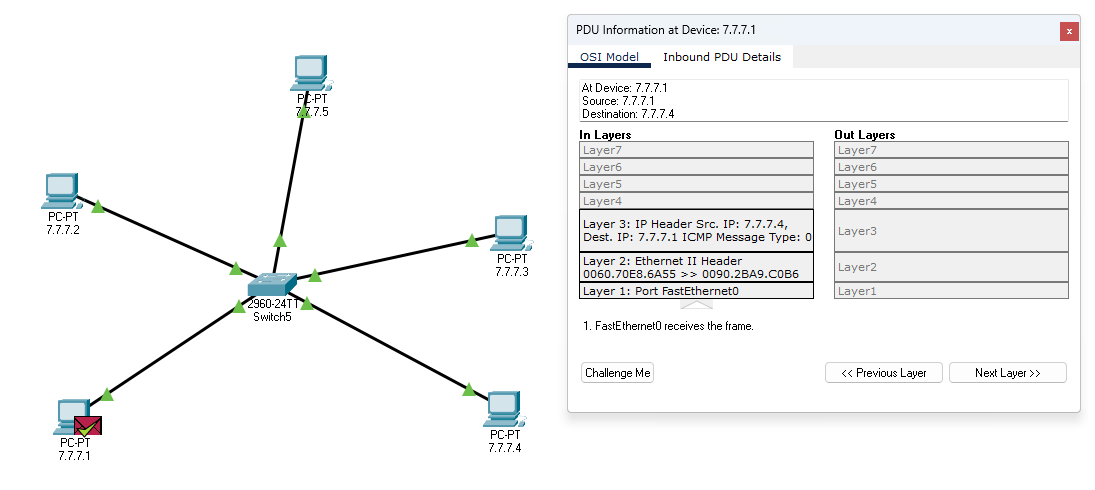 PC-PT
7.7.7.5
PC-PT
7.7.7.2
PC-PT
7.7.7.3
2960-24TT
Switch5
PC-PT
7.7.7.1
PC-PT
7.7.7.4
PDU Information at Device: 7.7.7.1
x
OSI Model
Inbound PDU Details
At Device: 7.7.7.1
Source: 7.7.7.1
Destination: 7.7.7.4
In Layers
Layer7
Layer6
Layer5
Layer4
Layer 3: IP Header Src. IP: 7.7.7.4,
Dest. IP: 7.7.7.1 ICMP Message Type: 0
Layer 2: Ethernet II Header
0060.70E8.6A55 >> 0090.2BA9.C0B6
Layer 1: Port FastEthernet0
Out Layers
Layer7
Layer6
Layer5
Layer4
Layer3
Layer2
Layer1
1. FastEthernet0 receives the frame.
Challenge Me
<< Previous Layer
Next Layer >>